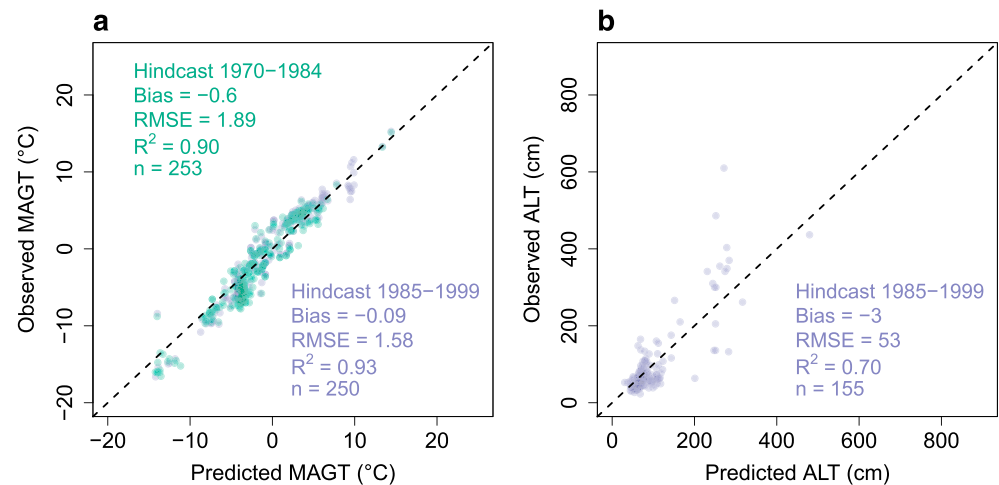 a
Hindcast 1970−1984
Bias = −0.6
RMSE = 1.89
R² = 0.90
n = 253
Hindcast 1985−1999
Bias = −0.09
RMSE = 1.58
R² = 0.93
n = 250
Observed MAGT (°C)
20
10
0
−10
−20
−20 −10 0 10 20
Predicted MAGT (°C)
b
Hindcast 1985−1999
Bias = −3
RMSE = 53
R² = 0.70
n = 155
Observed ALT (cm)
800
600
400
200
0
0 200 400 600 800
Predicted ALT (cm)